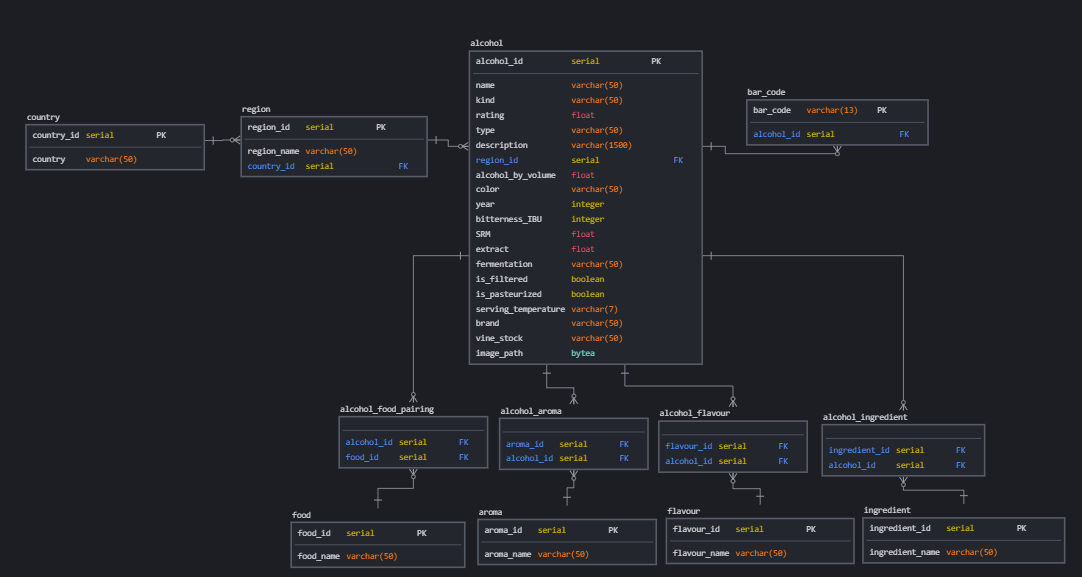 alcohol
alcohol_id serial PK
name varchar(50)
kind varchar(50)
rating float
type varchar(50)
description varchar(1500)
region_id serial FK
alcohol_by_volume float
color varchar(50)
year integer
bitterness_IBU integer
SRM float
extract float
fermentation varchar(50)
is_filtered boolean
is_pasteurized boolean
serving_temperature varchar(7)
brand varchar(50)
vine_stock varchar(50)
image_path bytea
bar_code
bar_code varchar(13) PK
alcohol_id serial FK
country
country_id serial PK
country varchar(50)
region
region_id serial PK
region_name varchar(50)
country_id serial FK
alcohol_food_pairing
alcohol_id serial FK
food_id serial FK
alcohol_aroma
aroma_id serial FK
alcohol_id serial FK
alcohol_flavour
flavour_id serial FK
alcohol_id serial FK
alcohol_ingredient
ingredient_id serial FK
alcohol_id serial FK
food
food_id serial PK
food_name varchar(50)
aroma
aroma_id serial PK
aroma_name varchar(50)
flavour
flavour_id serial PK
flavour_name varchar(50)
ingredient
ingredient_id serial PK
ingredient_name varchar(50)